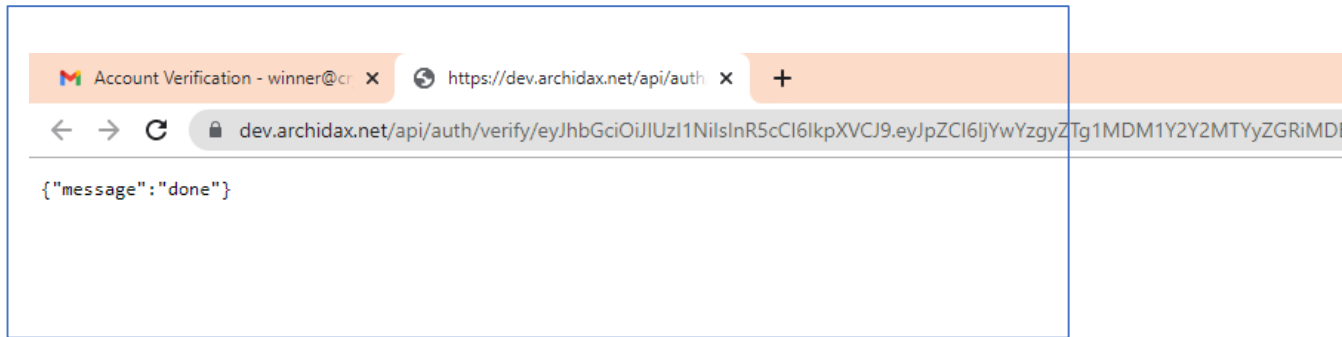 Account Verification - winner@cr
https://dev.archidax.net/api/auth
dev.archidax.net/api/auth/verify/eyJhbGciOiJIUzI1NiIsInR5cCI6IkpXVCJ9.eyJpZCI6IjYwYzgyZTg1MDM1Y2Y2MTYyZGRiMDE
{"message":"done"}